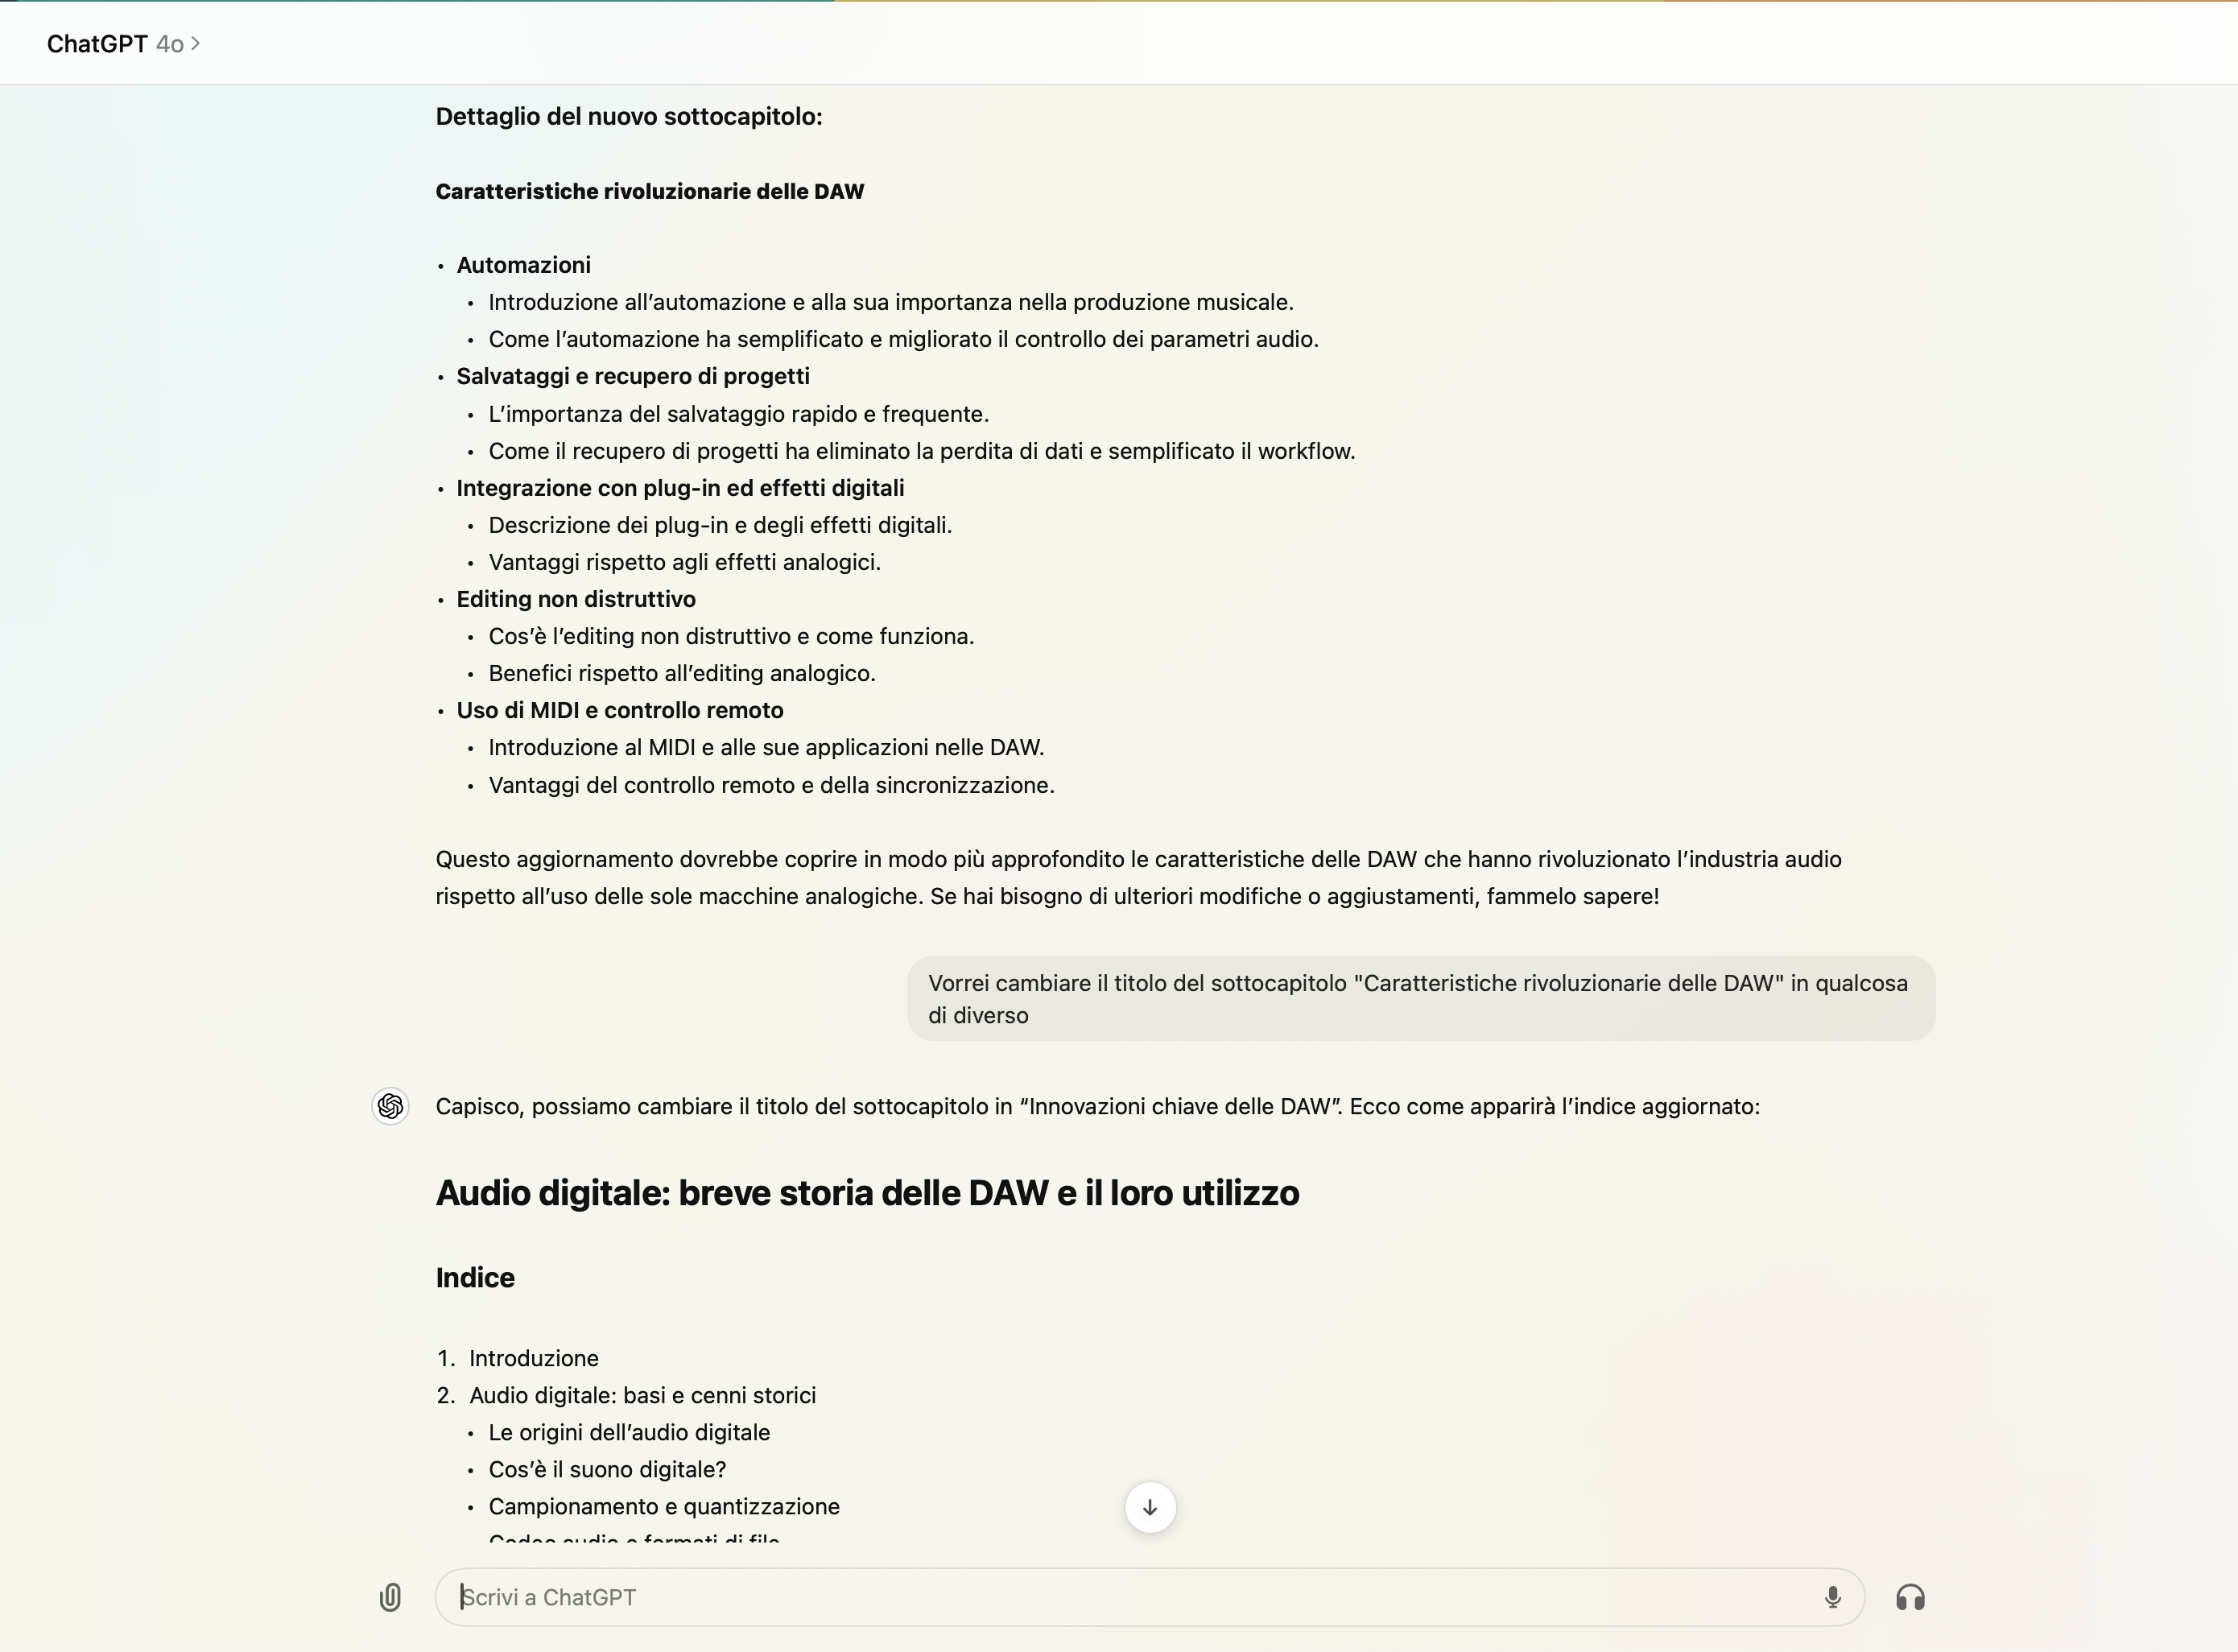 ChatGPT 4o >
Dettaglio del nuovo sottocapitolo:
Caratteristiche rivoluzionarie delle DAW
• Automazioni
• Introduzione all’automazione e alla sua importanza nella produzione musicale.
• Come l’automazione ha semplificato e migliorato il controllo dei parametri audio.
• Salvataggi e recupero di progetti
• L’importanza del salvataggio rapido e frequente.
• Come il recupero di progetti ha eliminato la perdita di dati e semplificato il workflow.
• Integrazione con plug-in ed effetti digitali
• Descrizione dei plug-in e degli effetti digitali.
• Vantaggi rispetto agli effetti analogici.
• Editing non distruttivo
• Cos’è l’editing non distruttivo e come funziona.
• Benefici rispetto all’editing analogico.
• Uso di MIDI e controllo remoto
• Introduzione al MIDI e alle sue applicazioni nelle DAW.
• Vantaggi del controllo remoto e della sincronizzazione.
Questo aggiornamento dovrebbe coprire in modo più approfondito le caratteristiche delle DAW che hanno rivoluzionato l’industria audio
rispetto all’uso delle sole macchine analogiche. Se hai bisogno di ulteriori modifiche o aggiustamenti, fammelo sapere!
Vorrei cambiare il titolo del sottocapitolo "Caratteristiche rivoluzionarie delle DAW" in qualcosa
di diverso
Capisco, possiamo cambiare il titolo del sottocapitolo in “Innovazioni chiave delle DAW”. Ecco come apparirà l’indice aggiornato:
Audio digitale: breve storia delle DAW e il loro utilizzo
Indice
1. Introduzione
2. Audio digitale: basi e cenni storici
• Le origini dell’audio digitale
• Cos’è il suono digitale?
• Campionamento e quantizzazione
Codec audio e formati di file
Scrivi a ChatGPT